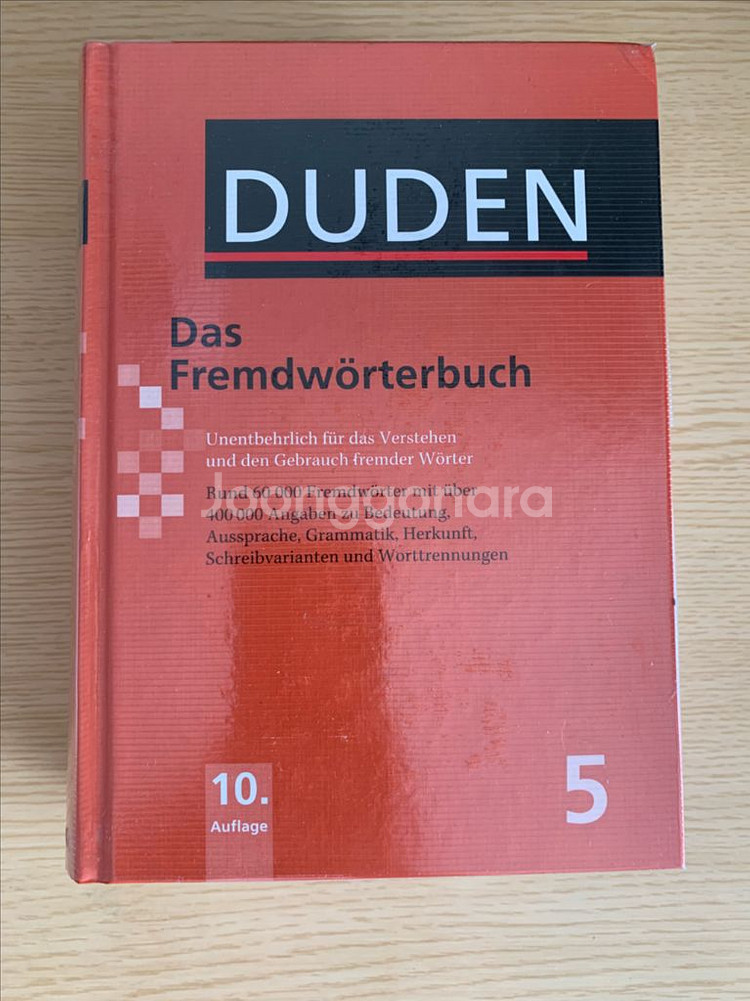 DUDEN
Das
Fremdwörterbuch
Unentbehrlich für das Verstehen
und den Gebrauch fremder Wörter
Rund 60 000 Fremdwörter mit über
400 000 Angaben zu Bedeutung,
Aussprache, Grammatik, Herkunft,
Schreibvarianten und Worttrennungen
Joonggonara
10.
Auflage
5